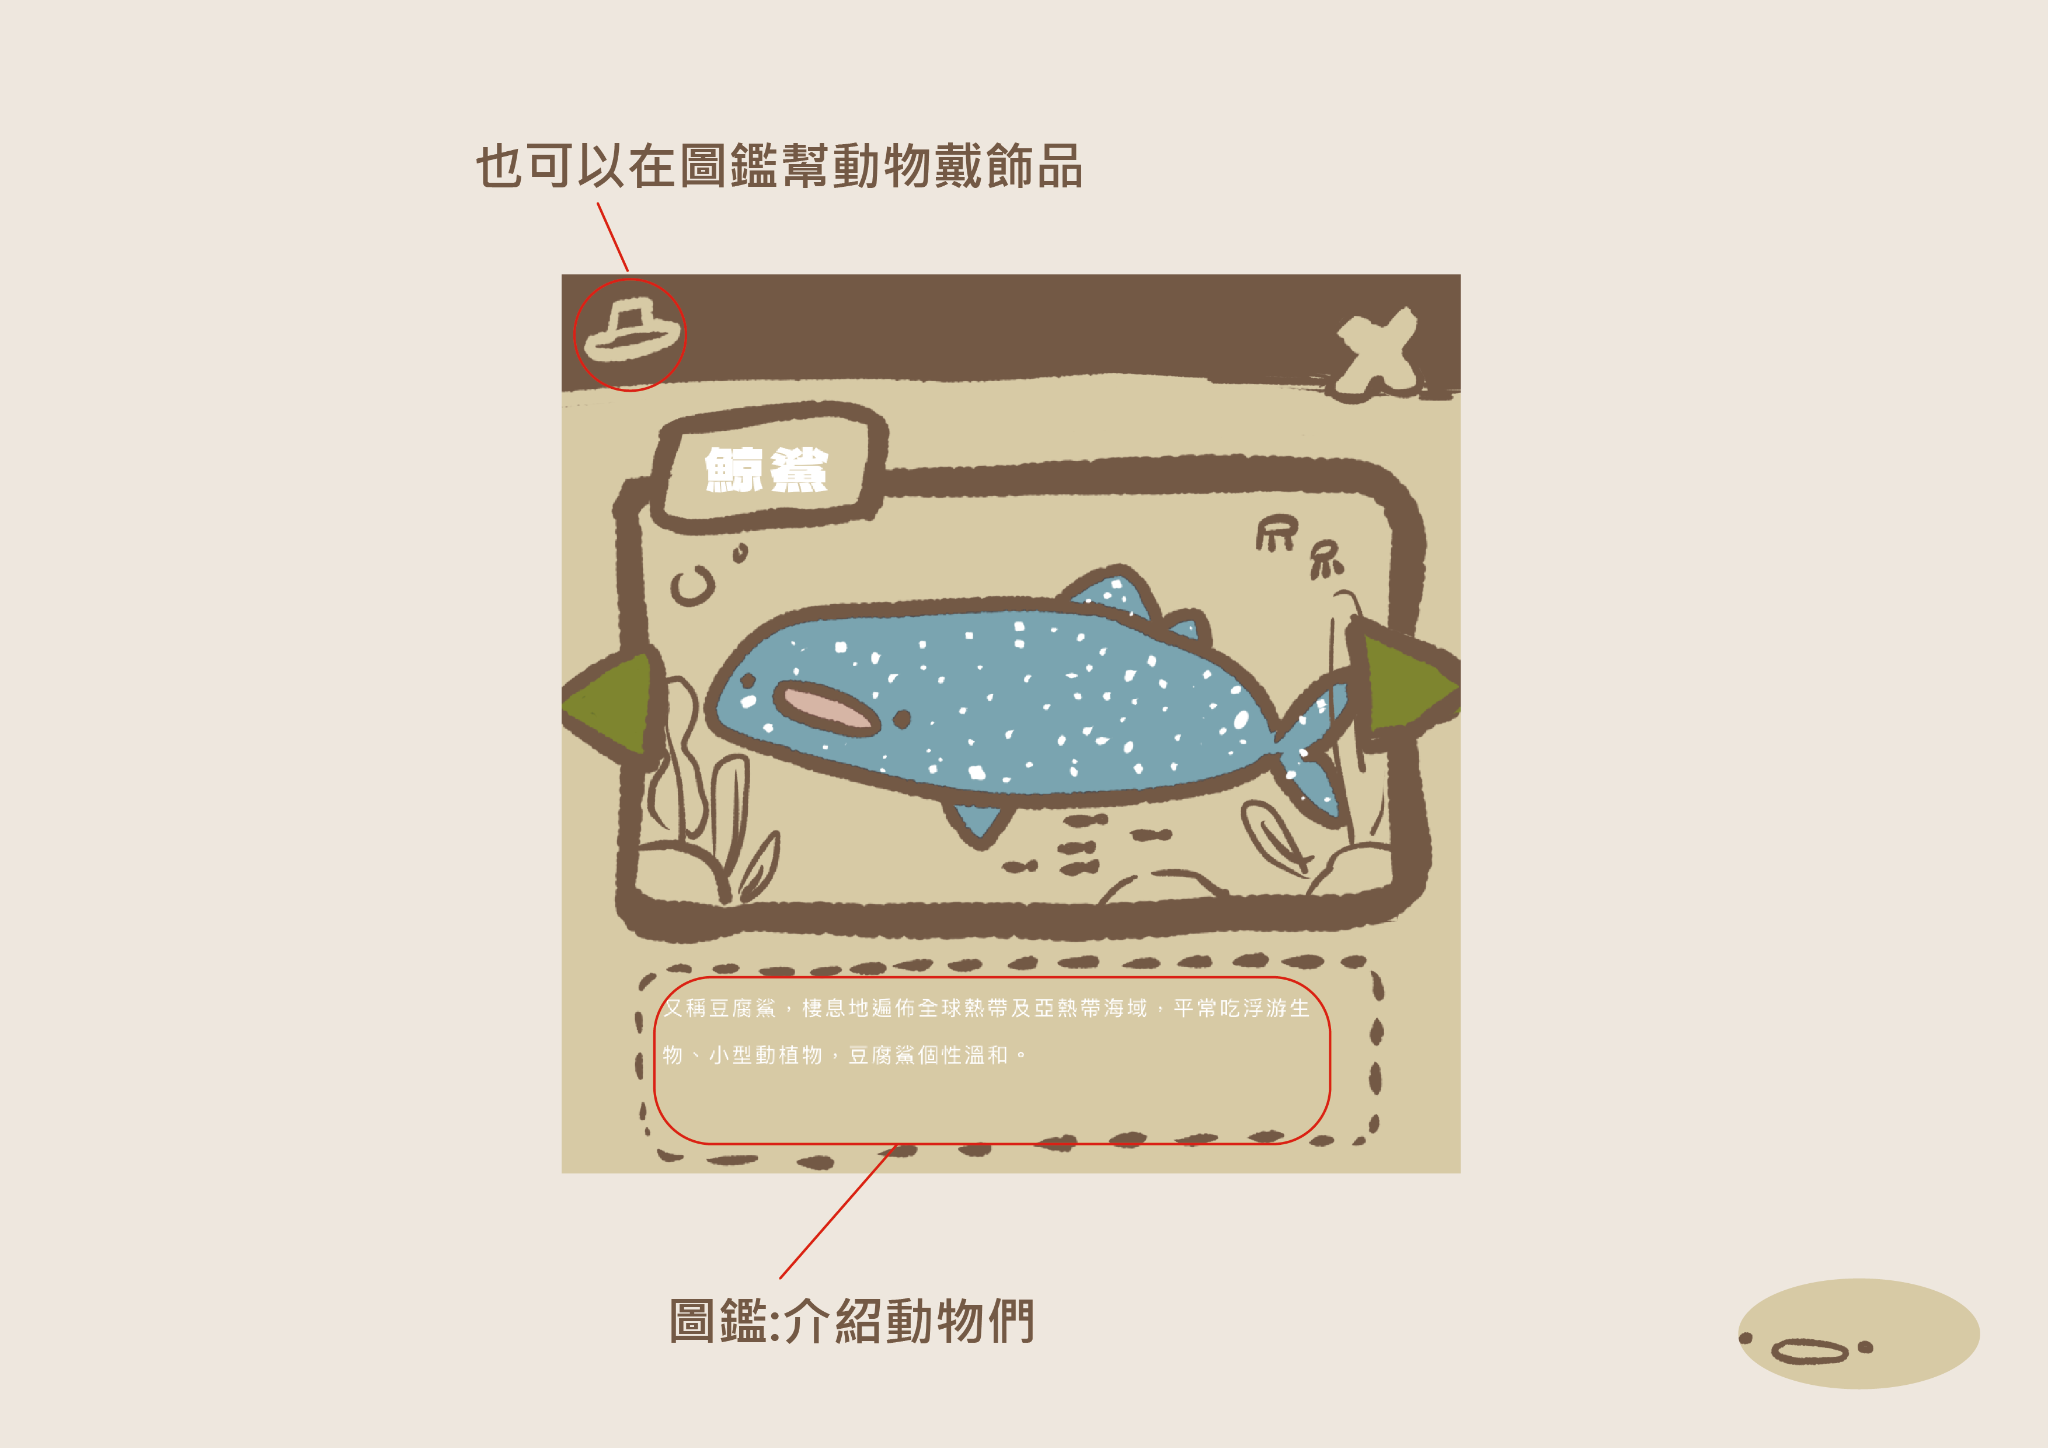 也可以在圖鑑幫動物戴飾品
鯨鯊
又稱豆腐鯊，棲息地遍佈全球熱帶及亞熱帶海域，平常吃浮游生
物、小型動植物，豆腐鯊個性溫和。
圖鑑:介紹動物們